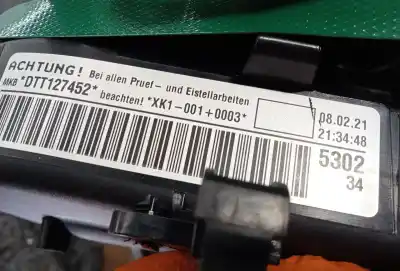 ACHTUNG! Bei allen Pruef- und Eistellarbeiten
MKB *DTT127452* beachten! *XK1-001+0003*
08.02.21
21:34:48
5302
34